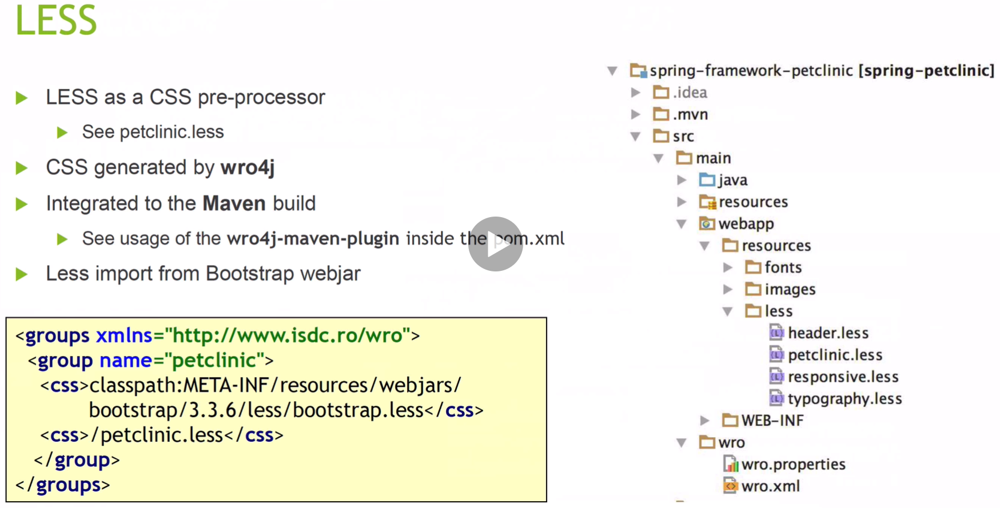 LESS
LESS as a CSS pre-processor
See petclinic.less
CSS generated by wro4j
Integrated to the Maven build
See usage of the wro4j-maven-plugin inside the pom.xml
Less import from Bootstrap webjar
<groups xmlns="http://www.isdc.ro/wro">
<group name="petclinic">
<css>classpath:META-INF/resources/webjars/
bootstrap/3.3.6/less/bootstrap.less</css>
<css>/petclinic.less</css>
</group>
</groups>
spring-framework-petclinic [spring-petclinic]
.idea
.mvn
src
main
java
resources
webapp
resources
fonts
images
less
header.less
petclinic.less
responsive.less
typography.less
WEB-INF
wro
wro.properties
wro.xml